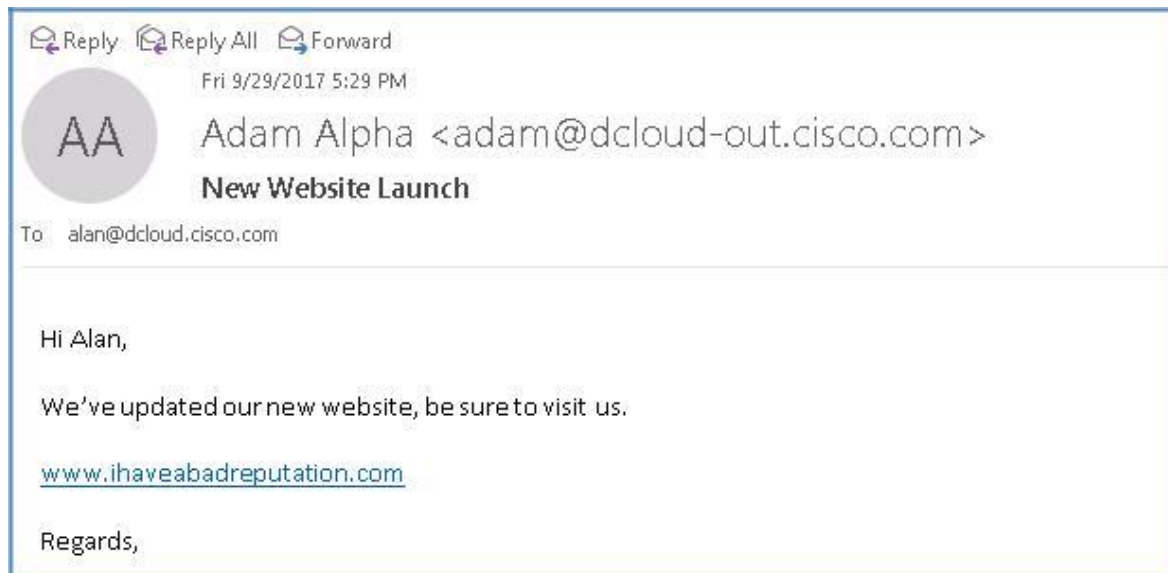 Reply Reply All Forward
Fri 9/29/2017 5:29 PM
AA
Adam Alpha <adam@dcloud-out.cisco.com>
New Website Launch
To alan@dcloud.cisco.com
Hi Alan,
We've updated our new website, be sure to visit us.
www.ihaveabadreputation.com
Regards,